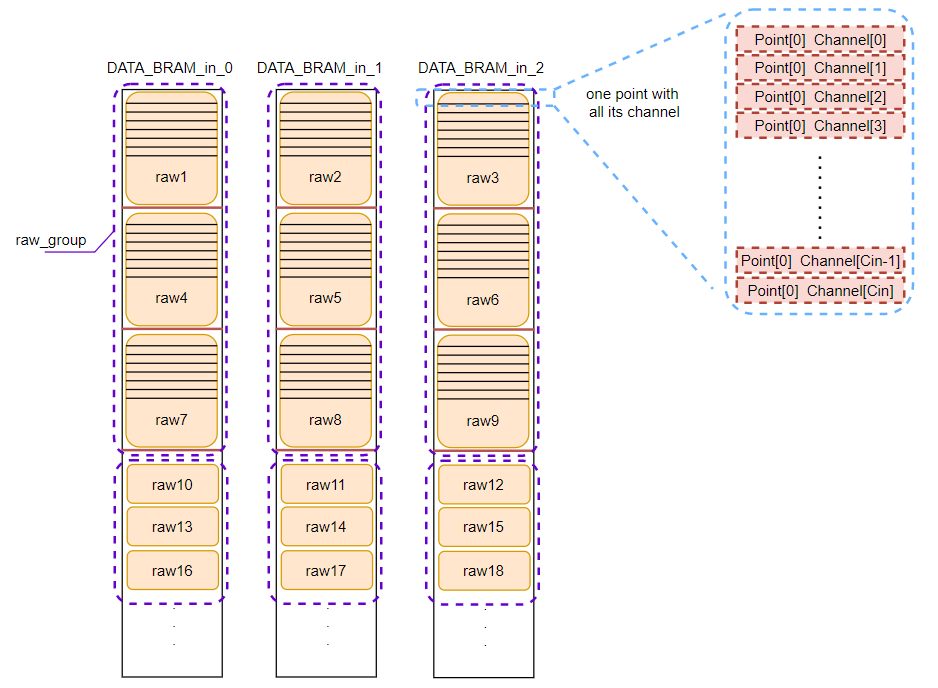 DATA_BRAM_in_0 DATA_BRAM_in_1 DATA_BRAM_in_2
raw1 raw2 raw3
raw_group
raw4 raw5 raw6
raw7 raw8 raw9
raw10 raw11 raw12
raw13 raw14 raw15
raw16 raw17 raw18
one point with
all its channel
Point[0] Channel[0]
Point[0] Channel[1]
Point[0] Channel[2]
Point[0] Channel[3]
Point[0] Channel[Cin-1]
Point[0] Channel[Cin]